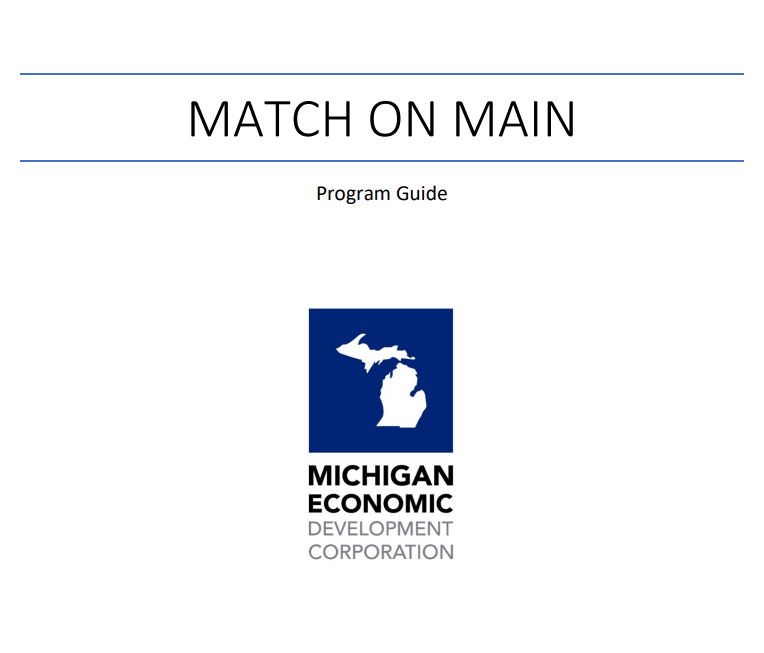 MATCH ON MAIN
Program Guide
MICHIGAN
ECONOMIC
DEVELOPMENT
CORPORATION